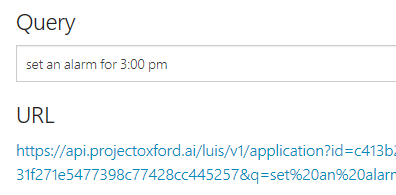 Query
set an alarm for 3:00 pm
URL
https://api.projectoxford.ai/luis/v1/application?id=c413b2
31f271e5477398c77428cc445257&q=set%20an%20alarm